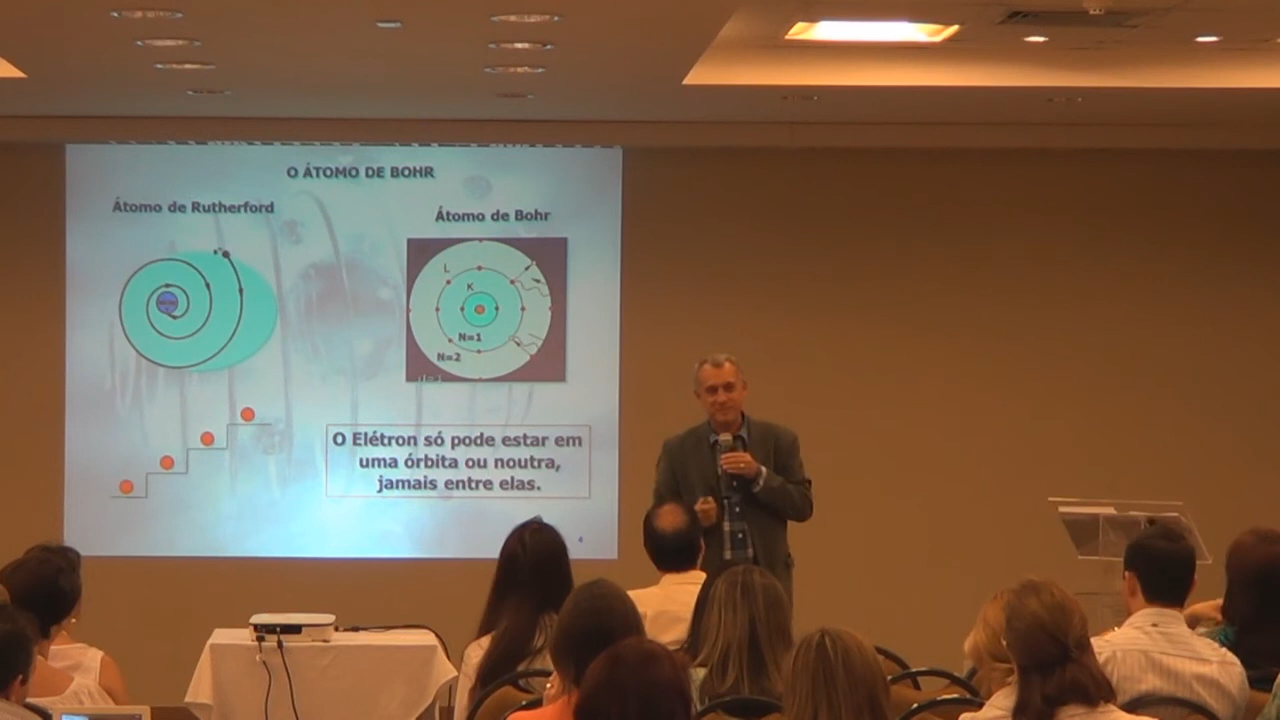 O ÁTOMO DE BOHR
Átomo de Rutherford
Átomo de Bohr
L
K
N=1
N=2
O Elétron só pode estar em
uma órbita ou noutra,
jamais entre elas.
4